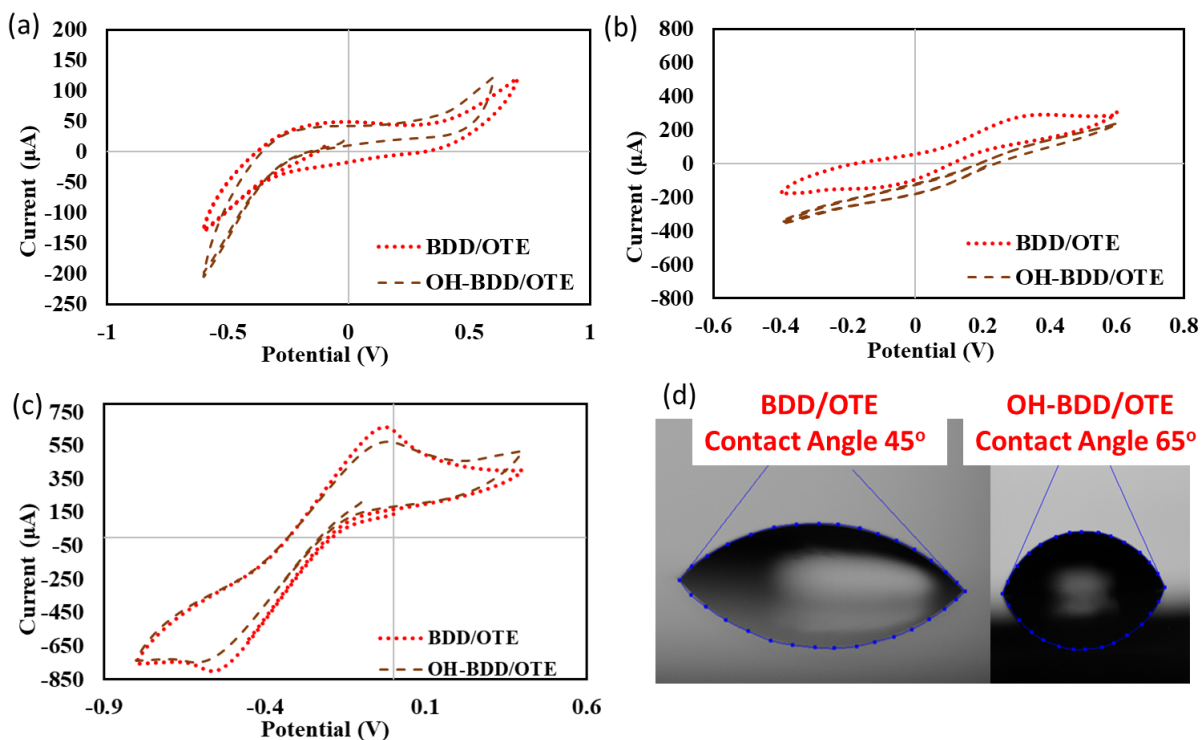 (a)
200
150
100
50
0
-50
-100
-150
-200
-250
Current (µA)
BDD/OTE
OH-BDD/OTE
-1 -0.5 0 0.5 1
Potential (V)
(b)
800
600
400
200
0
-200
-400
-600
-800
Current (µA)
BDD/OTE
OH-BDD/OTE
-0.6 -0.4 -0.2 0 0.2 0.4 0.6 0.8
Potential (V)
(c)
750
550
350
150
-50
-250
-450
-650
-850
Current (µA)
BDD/OTE
OH-BDD/OTE
-0.9 -0.4 0.1 0.6
Potential (V)
(d)
BDD/OTE
Contact Angle 45º
OH-BDD/OTE
Contact Angle 65º